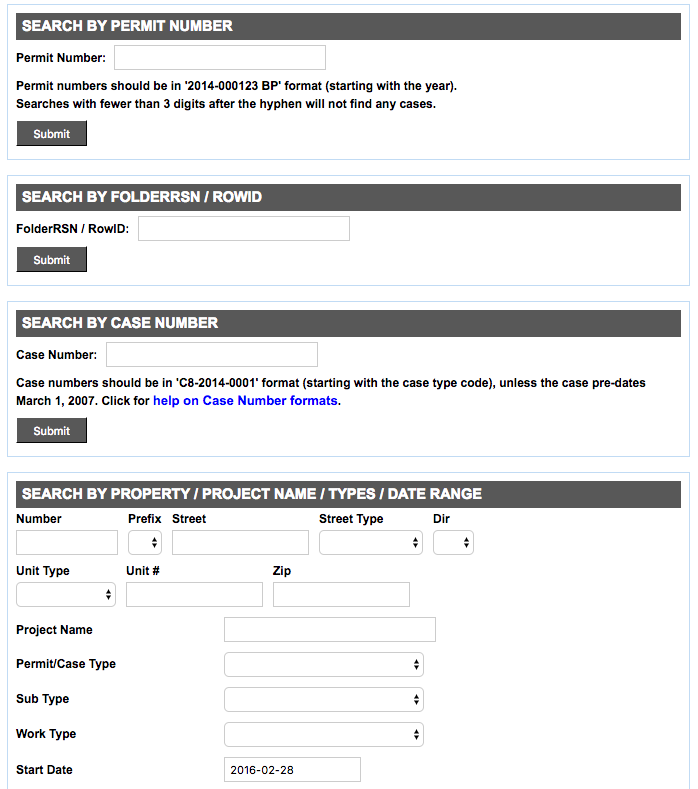 SEARCH BY PERMIT NUMBER
Permit Number:
Permit numbers should be in '2014-000123 BP' format (starting with the year).
Searches with fewer than 3 digits after the hyphen will not find any cases.
Submit
SEARCH BY FOLDERRSN / ROWID
FolderRSN / RowID:
Submit
SEARCH BY CASE NUMBER
Case Number:
Case numbers should be in 'C8-2014-0001' format (starting with the case type code), unless the case pre-dates
March 1, 2007. Click for help on Case Number formats.
Submit
SEARCH BY PROPERTY / PROJECT NAME / TYPES / DATE RANGE
Number Prefix Street Street Type Dir
Unit Type Unit # Zip
Project Name
Permit/Case Type
Sub Type
Work Type
Start Date 2016-02-28